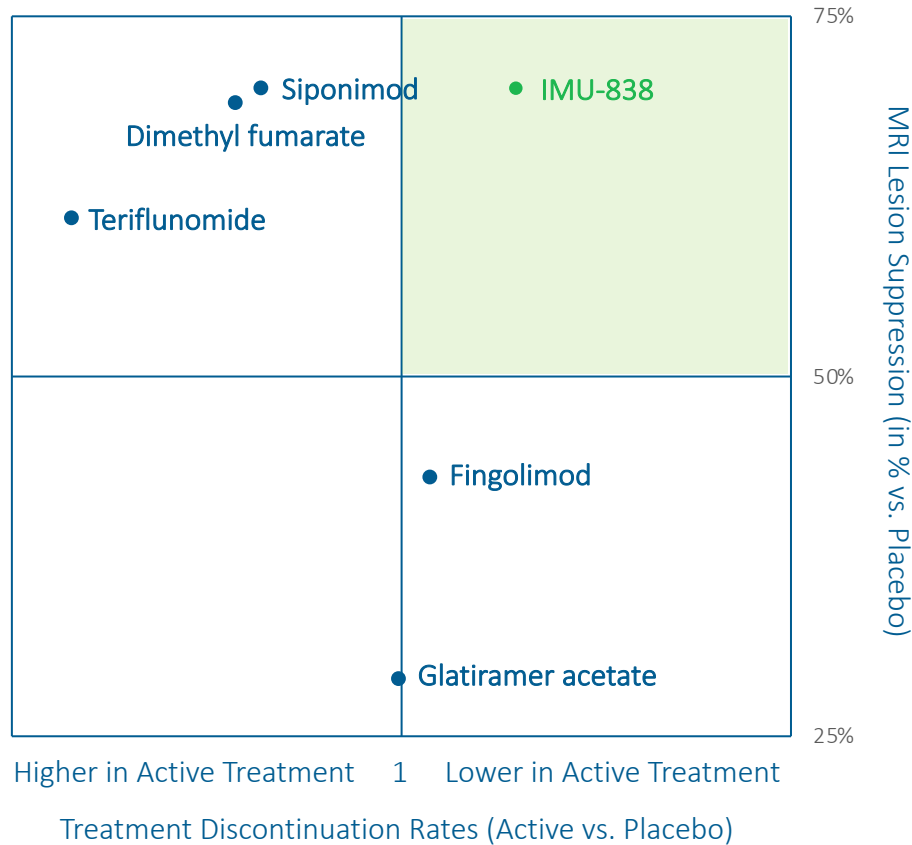 75%
Siponimod
IMU-838
Dimethyl fumarate
Teriflunomide
50%
Fingolimod
Glatiramer acetate
25%
MRI Lesion Suppression (in % vs. Placebo)
Higher in Active Treatment
1
Lower in Active Treatment
Treatment Discontinuation Rates (Active vs. Placebo)